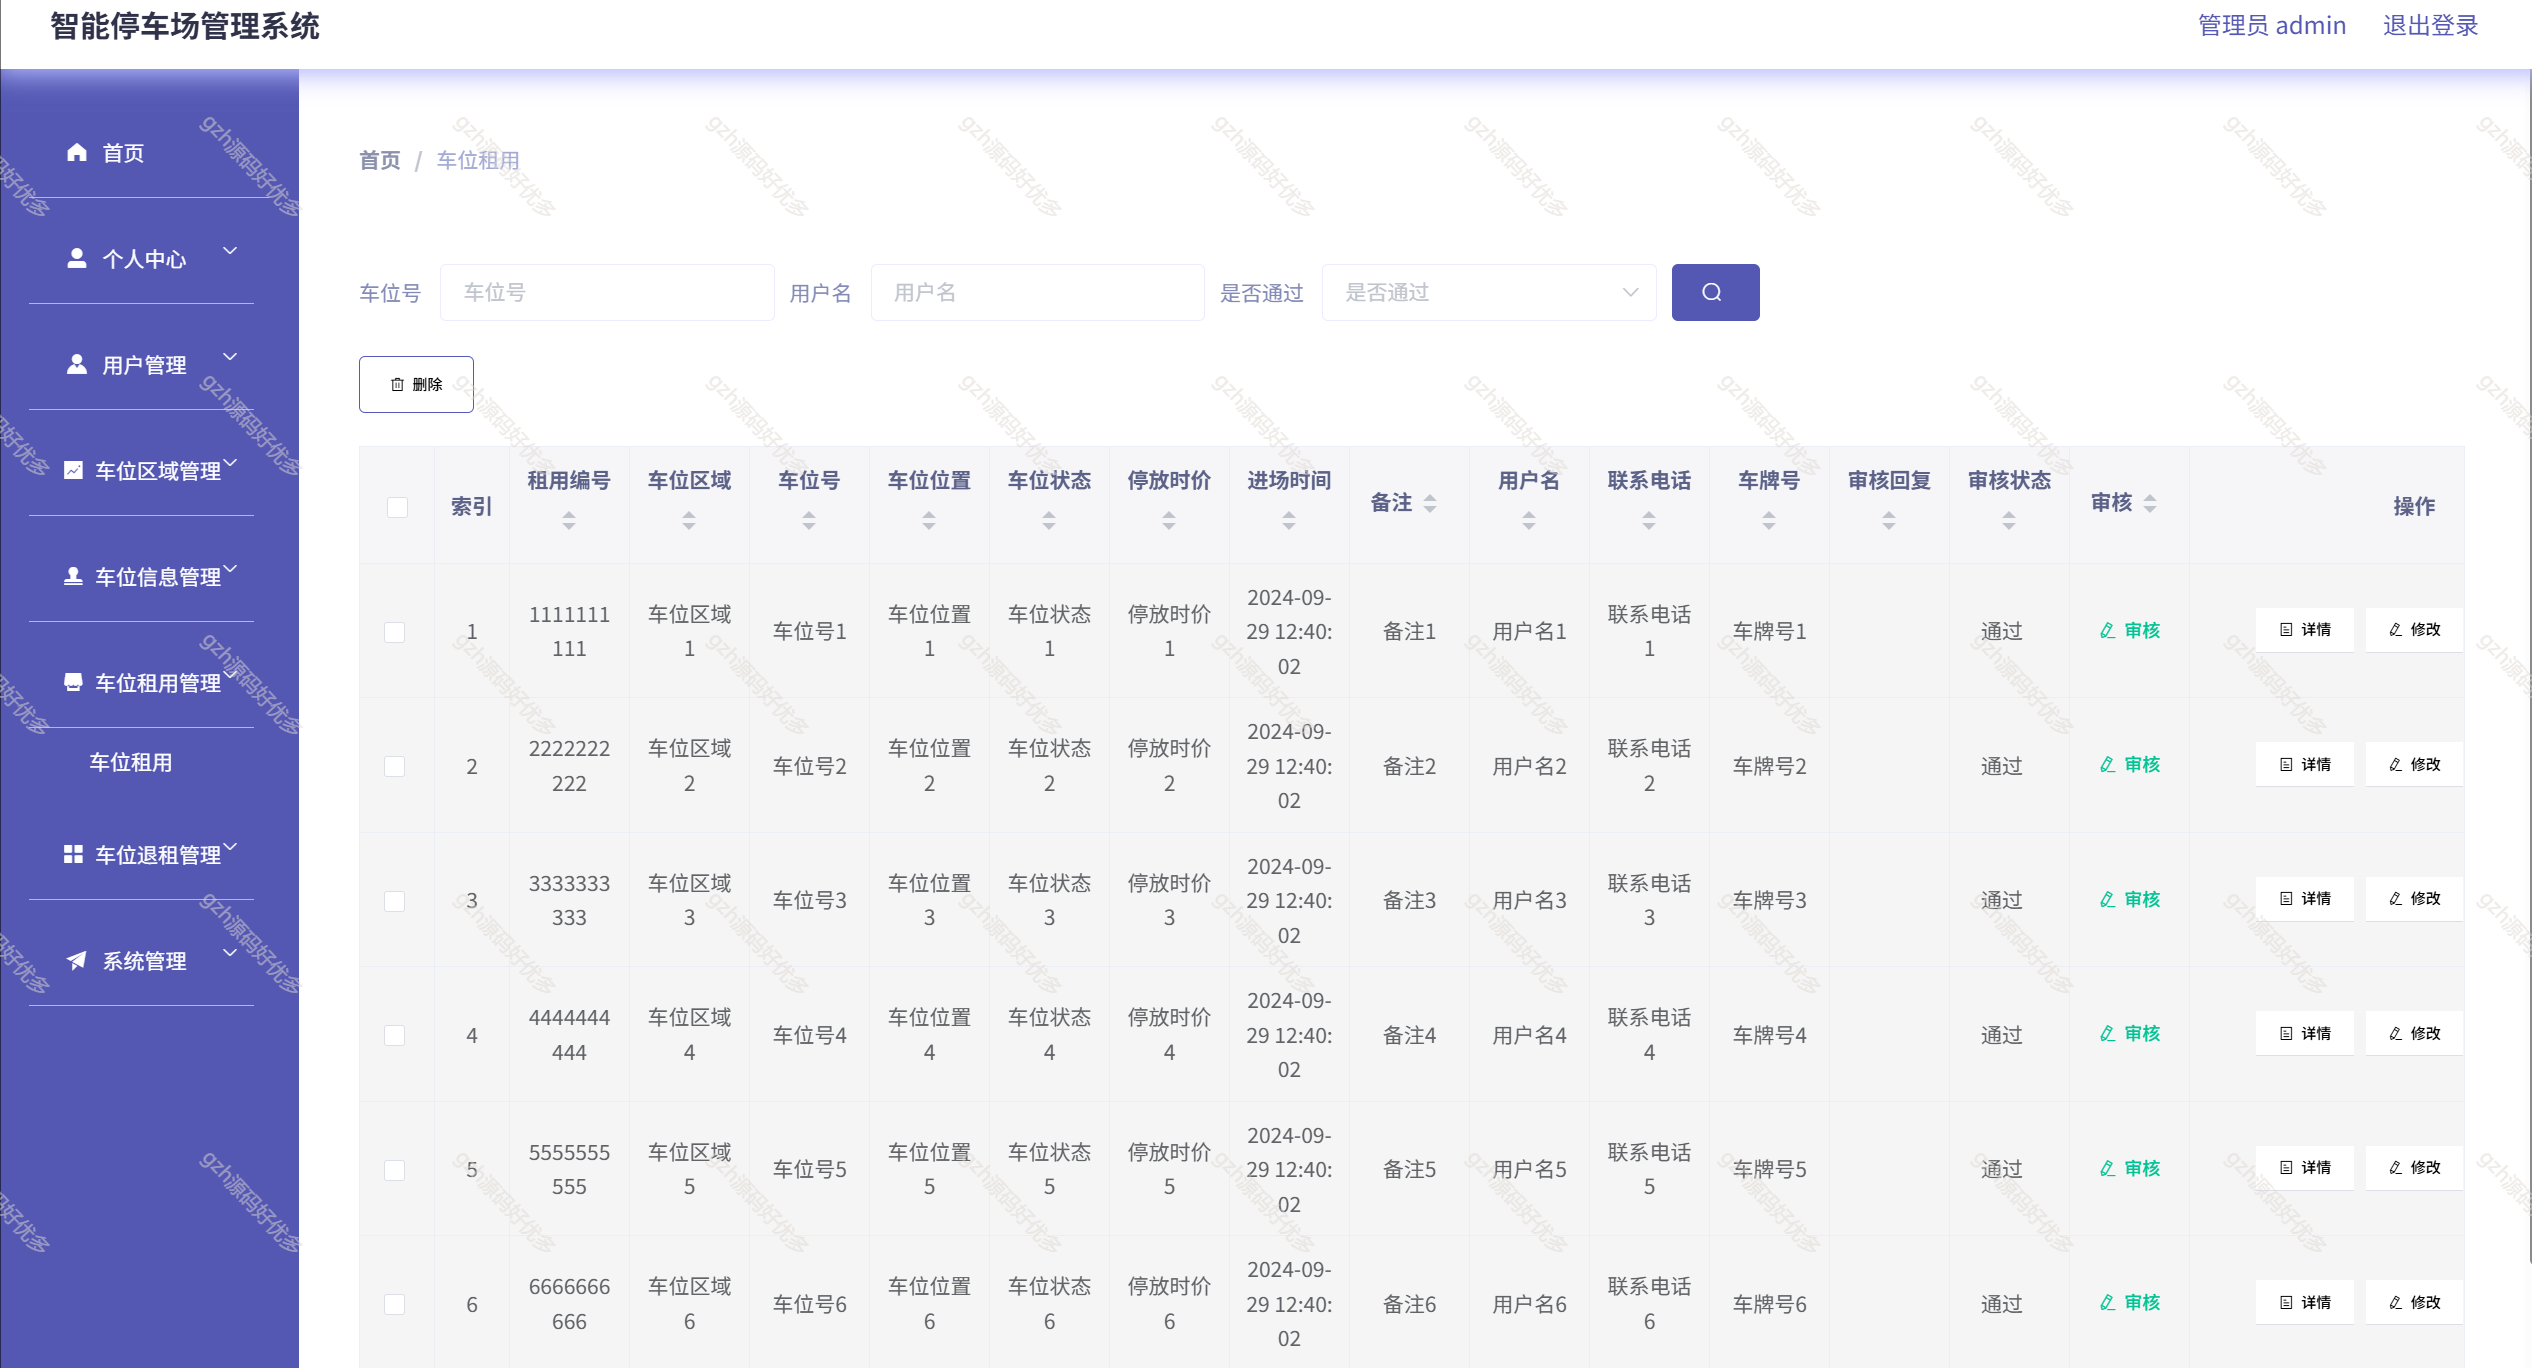 智能停车场管理系统
管理员 admin 退出登录
首页
个人中心
用户管理
车位区域管理
车位信息管理
车位租用管理
车位租用
车位退租管理
系统管理
首页 / 车位租用
车位号 车位号 用户名 用户名 是否通过 是否通过
删除
索引 租用编号 车位区域 车位号 车位位置 车位状态 停放时价 进场时间 备注 用户名 联系电话 车牌号 审核回复 审核状态 审核 操作
1 1111111111 车位区域1 车位号1 车位位置1 车位状态1 停放时价1 2024-09-29 12:40:02 备注1 用户名1 联系电话1 车牌号1 通过 审核 详情 修改
2 2222222222 车位区域2 车位号2 车位位置2 车位状态2 停放时价2 2024-09-29 12:40:02 备注2 用户名2 联系电话2 车牌号2 通过 审核 详情 修改
3 3333333333 车位区域3 车位号3 车位位置3 车位状态3 停放时价3 2024-09-29 12:40:02 备注3 用户名3 联系电话3 车牌号3 通过 审核 详情 修改
4 4444444444 车位区域4 车位号4 车位位置4 车位状态4 停放时价4 2024-09-29 12:40:02 备注4 用户名4 联系电话4 车牌号4 通过 审核 详情 修改
5 5555555555 车位区域5 车位号5 车位位置5 车位状态5 停放时价5 2024-09-29 12:40:02 备注5 用户名5 联系电话5 车牌号5 通过 审核 详情 修改
6 6666666666 车位区域6 车位号6 车位位置6 车位状态6 停放时价6 2024-09-29 12:40:02 备注6 用户名6 联系电话6 车牌号6 通过 审核 详情 修改
gzh源码好优多